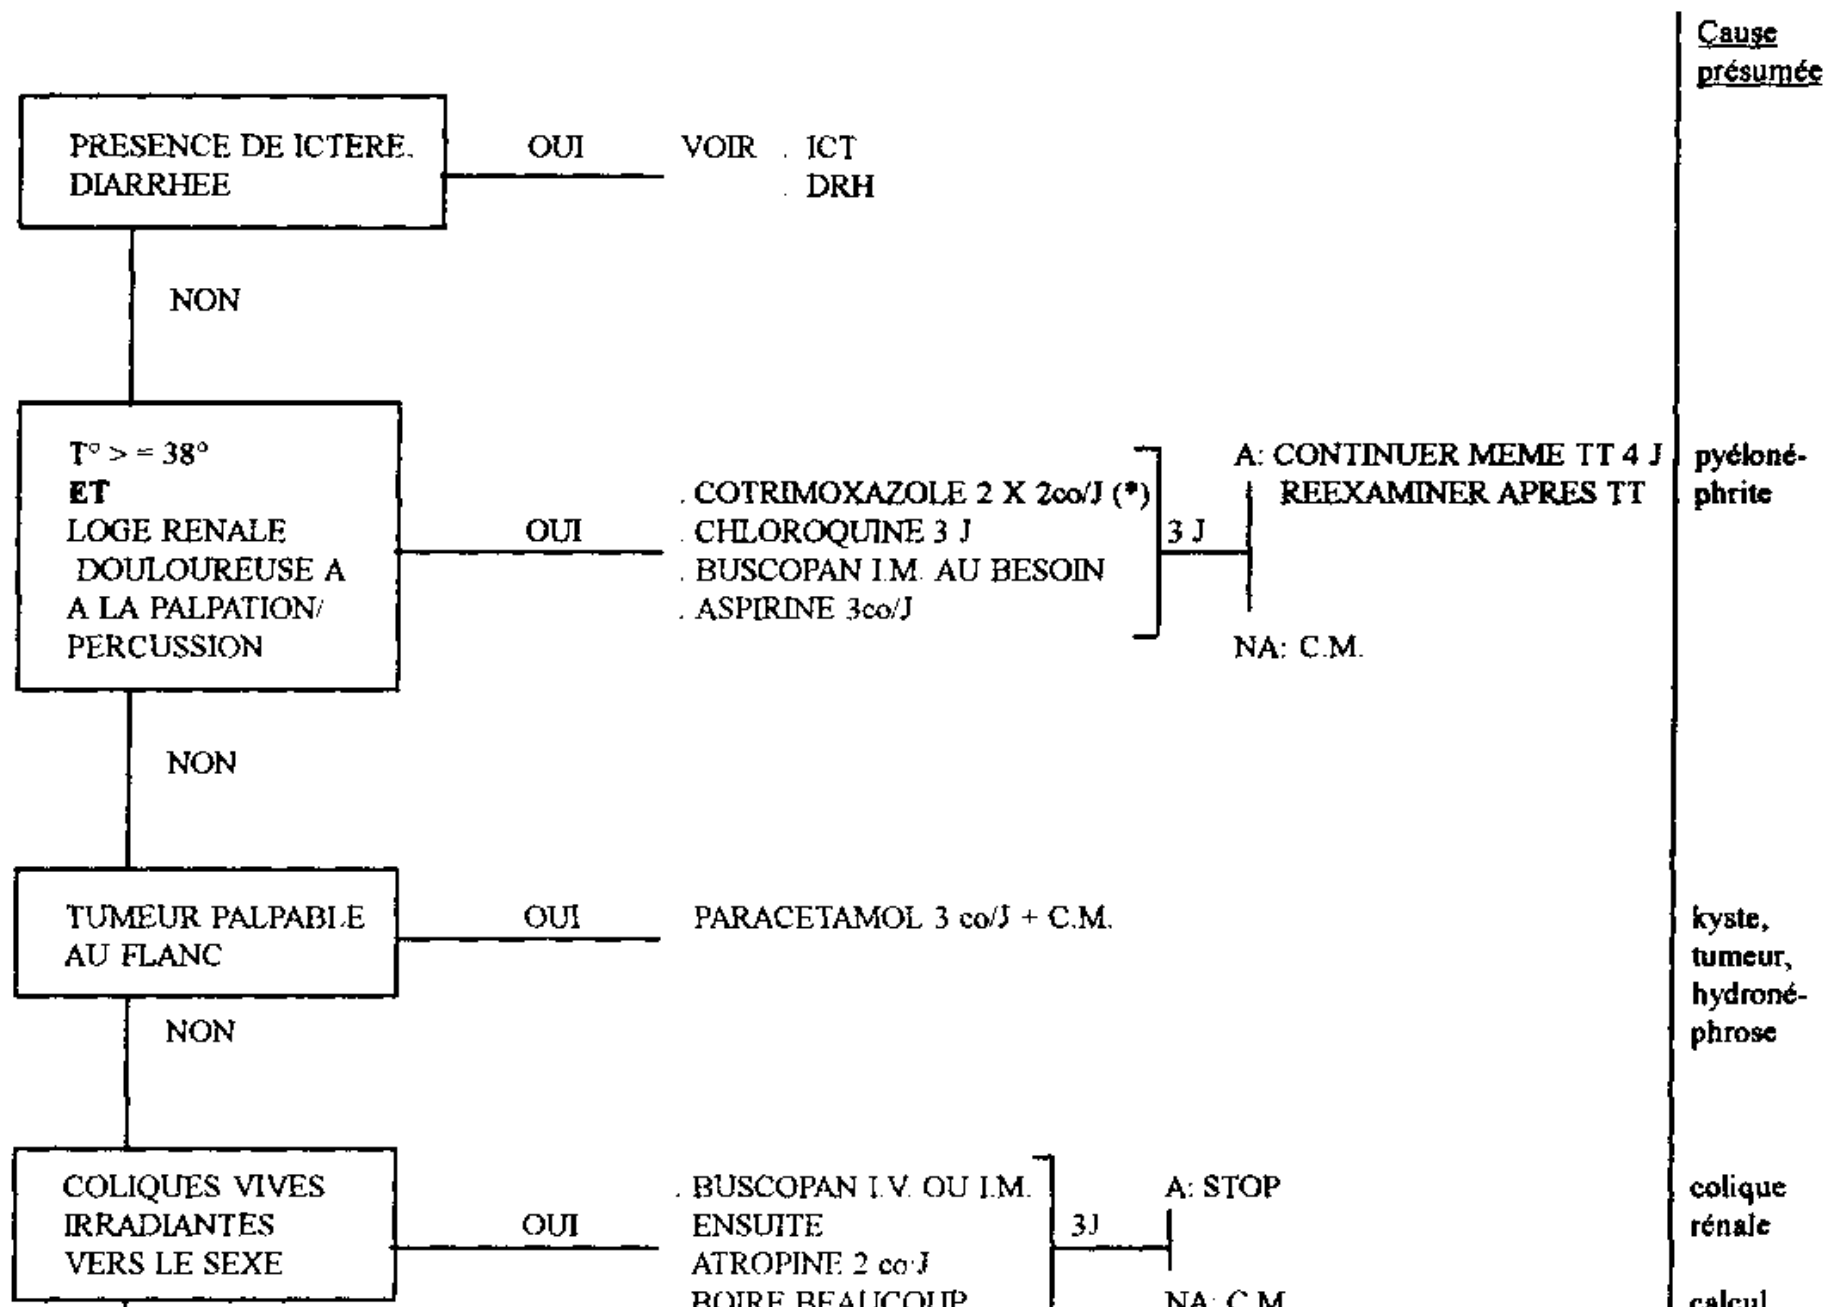 Cause
présumée
PRESENCE DE ICTERE.
DIARRHEE
OUI
VOIR . ICT
. DRH
NON
T° > = 38°
ET
LOGE RENALE
DOULOUREUSE A
A LA PALPATION/
PERCUSSION
OUI
. COTRIMOXAZOLE 2 X 2co/J (*)
. CHLOROQUINE 3 J
. BUSCOPAN I.M. AU BESOIN
. ASPIRINE 3co/J
3 J
A: CONTINUER MEME TT 4 J
REEXAMINER APRES TT
NA: C.M.
pyéloné-
phrite
NON
TUMEUR PALPABLE
AU FLANC
OUI
PARACETAMOL 3 co/J + C.M.
kyste,
tumeur,
hydroné-
phrose
NON
COLIQUES VIVES
IRRADIANTES
VERS LE SEXE
OUI
. BUSCOPAN I.V. OU I.M.
ENSUITE
ATROPINE 2 co/J
BOIRE BEAUCOUP
3J
A: STOP
NA: C.M.
colique
rénale
calcul